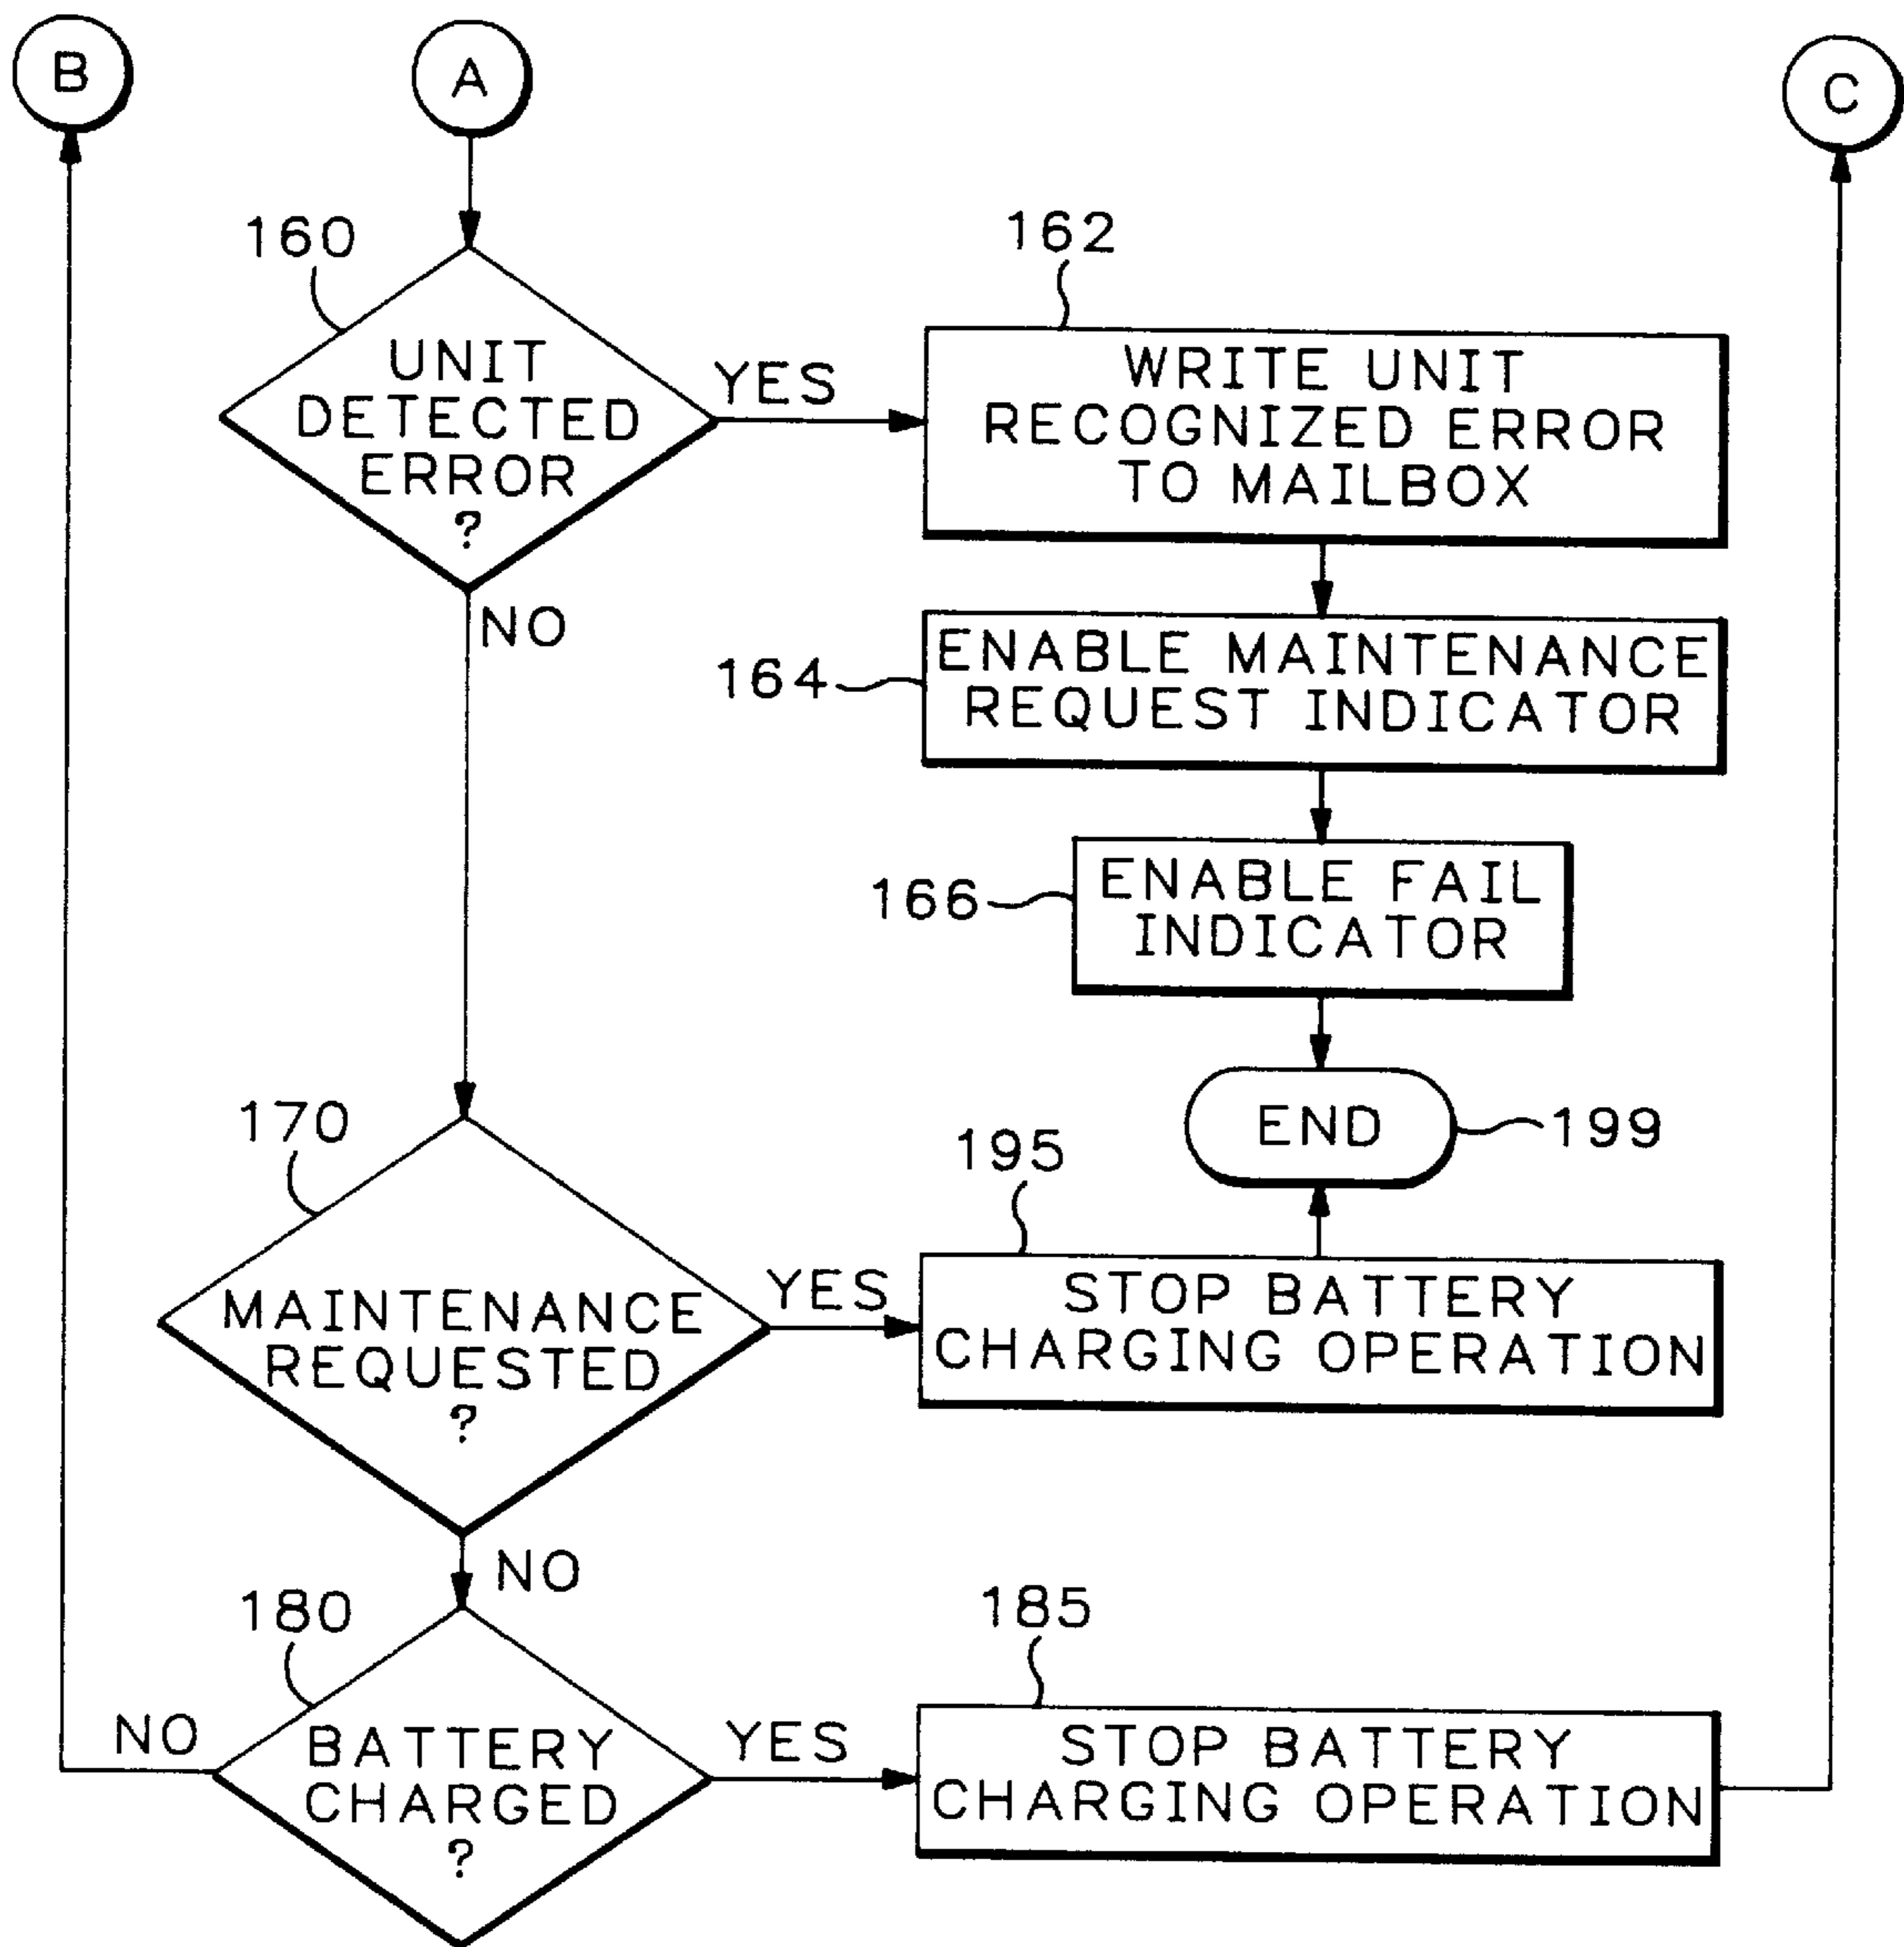 B
A
C
160
162
UNIT
DETECTED
ERROR
?
YES
WRITE UNIT
RECOGNIZED ERROR
TO MAILBOX
NO
164
ENABLE MAINTENANCE
REQUEST INDICATOR
166
ENABLE FAIL
INDICATOR
END
199
170
195
MAINTENANCE
REQUESTED
?
YES
STOP BATTERY
CHARGING OPERATION
NO
180
185
NO
BATTERY
CHARGED
?
YES
STOP BATTERY
CHARGING OPERATION